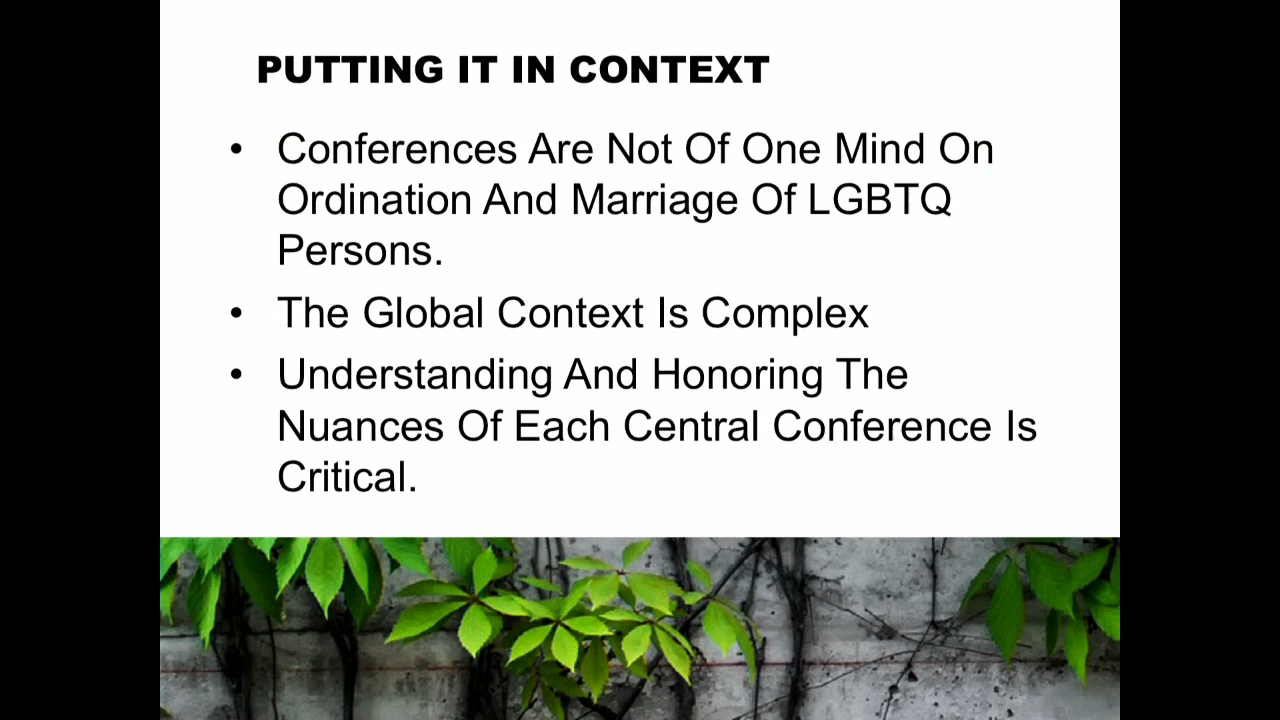 PUTTING IT IN CONTEXT
• Conferences Are Not Of One Mind On
Ordination And Marriage Of LGBTQ
Persons.
• The Global Context Is Complex
• Understanding And Honoring The
Nuances Of Each Central Conference Is
Critical.